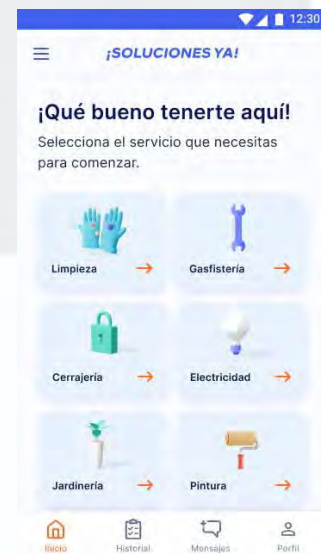 12:30
¡SOLUCIONES YA!
¡Qué bueno tenerte aquí!
Selecciona el servicio que necesitas
para comenzar.
Limpieza
Gasfistería
Cerrajería
Electricidad
Jardinería
Pintura
Inicio
Historial
Mensajes
Perfil